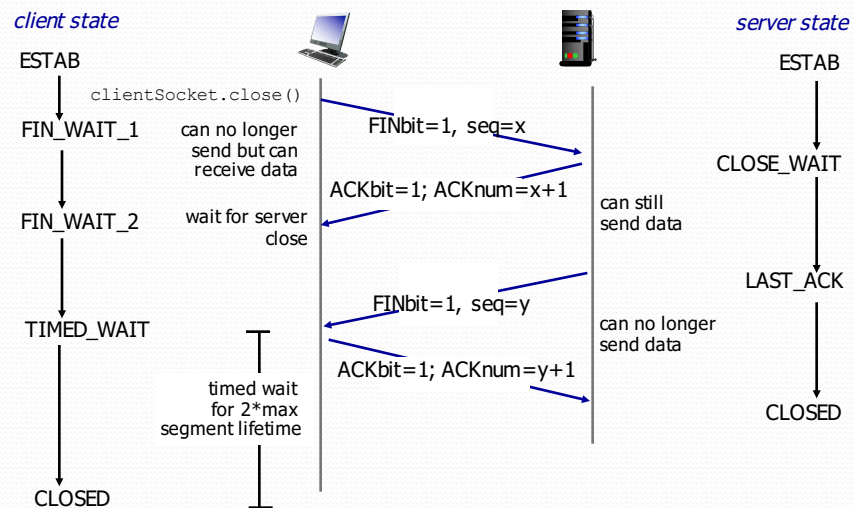 client state
server state
ESTAB
ESTAB
clientSocket.close()
FIN_WAIT_1
can no longer
send but can
receive data
FINbit=1, seq=x
CLOSE_WAIT
ACKbit=1; ACKnum=x+1
FIN_WAIT_2
wait for server
close
can still
send data
LAST_ACK
FINbit=1, seq=y
TIMED_WAIT
can no longer
send data
ACKbit=1; ACKnum=y+1
timed wait
for 2*max
segment lifetime
CLOSED
CLOSED